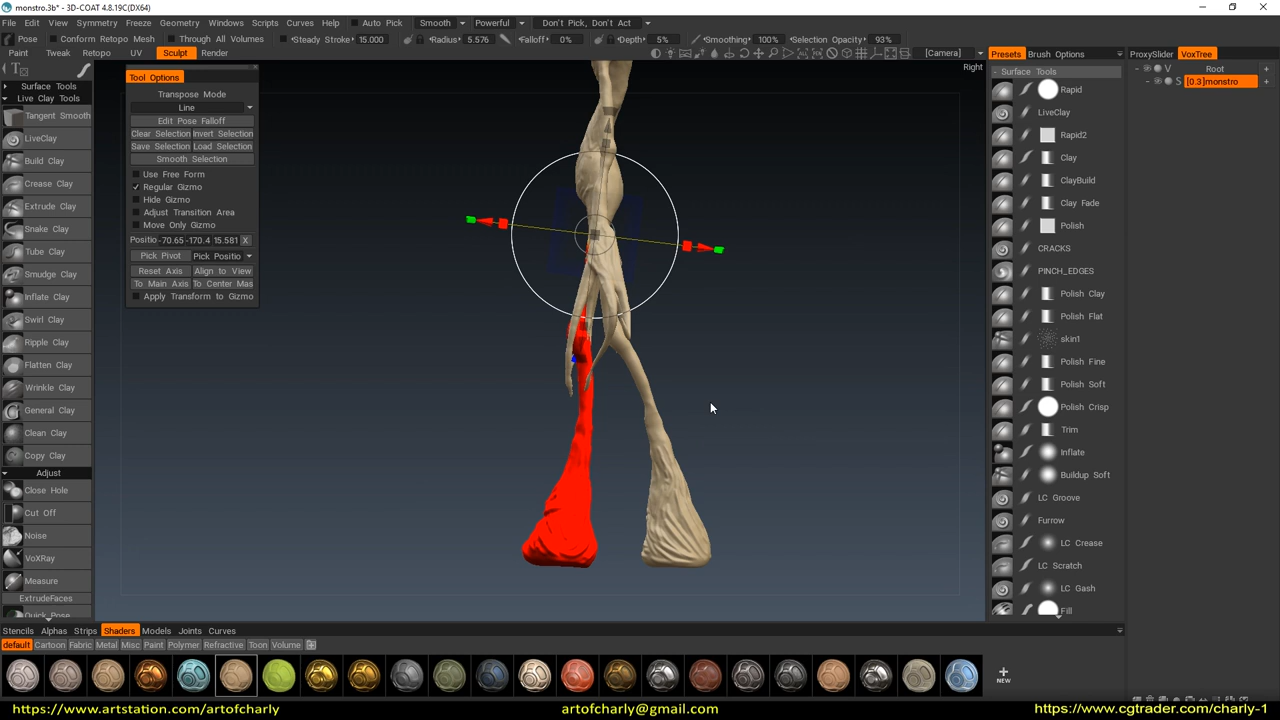 monstro.3b* - 3D-COAT 4.8.19C(DX64)
File Edit View Symmetry Freeze Geometry Windows Scripts Curves Help Auto Pick Smooth Powerful Don't Pick, Don't Act
Pose Conform Retopo Mesh Through All Volumes Steady Stroke 15.000 Radius 5.576 Falloff 0% Depth 5% Smoothing 100% Selection Opacity 93%
Paint Tweak Retopo UV Sculpt Render [Camera] Presets Brush Options ProxySlider VoxTree
Right
Surface Tools
Live Clay Tools
Tangent Smooth
LiveClay
Build Clay
Crease Clay
Extrude Clay
Snake Clay
Tube Clay
Smudge Clay
Inflate Clay
Swirl Clay
Ripple Clay
Flatten Clay
Wrinkle Clay
General Clay
Clean Clay
Copy Clay
Adjust
Close Hole
Cut Off
Noise
VoXRay
Measure
ExtrudeFaces
Quick Pose
Tool Options
Transpose Mode
Line
Edit Pose Falloff
Clear Selection Invert Selection
Save Selection Load Selection
Smooth Selection
Use Free Form
Regular Gizmo
Hide Gizmo
Adjust Transition Area
Move Only Gizmo
Positio -70.65 -170.4 15.581 X
Pick Pivot Pick Positio
Reset Axis Align to View
To Main Axis To Center Mas
Apply Transform to Gizmo
Surface Tools
Rapid
LiveClay
Rapid2
Clay
ClayBuild
Clay Fade
Polish
CRACKS
PINCH_EDGES
Polish Clay
Polish Flat
skin1
Polish Fine
Polish Soft
Polish Crisp
Trim
Inflate
Buildup Soft
LC Groove
Furrow
LC Crease
LC Scratch
LC Gash
Fill
V Root +
S [0.3]monstro +
Stencils Alphas Strips Shaders Models Joints Curves
default Cartoon Fabric Metal Misc Paint Polymer Refractive Toon Volume
NEW
https://www.artstation.com/artofcharly artofcharly@gmail.com https://www.cgtrader.com/charly-1